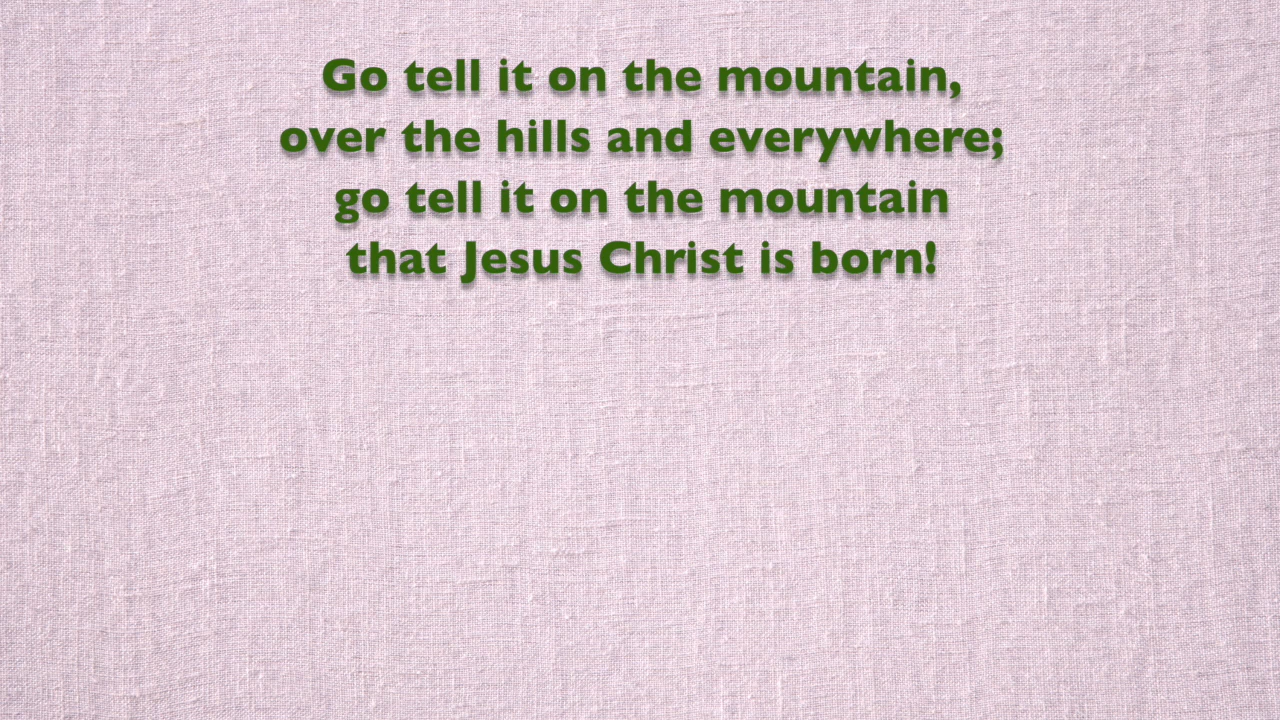 Go tell it on the mountain,
over the hills and everywhere;
go tell it on the mountain
that Jesus Christ is born!